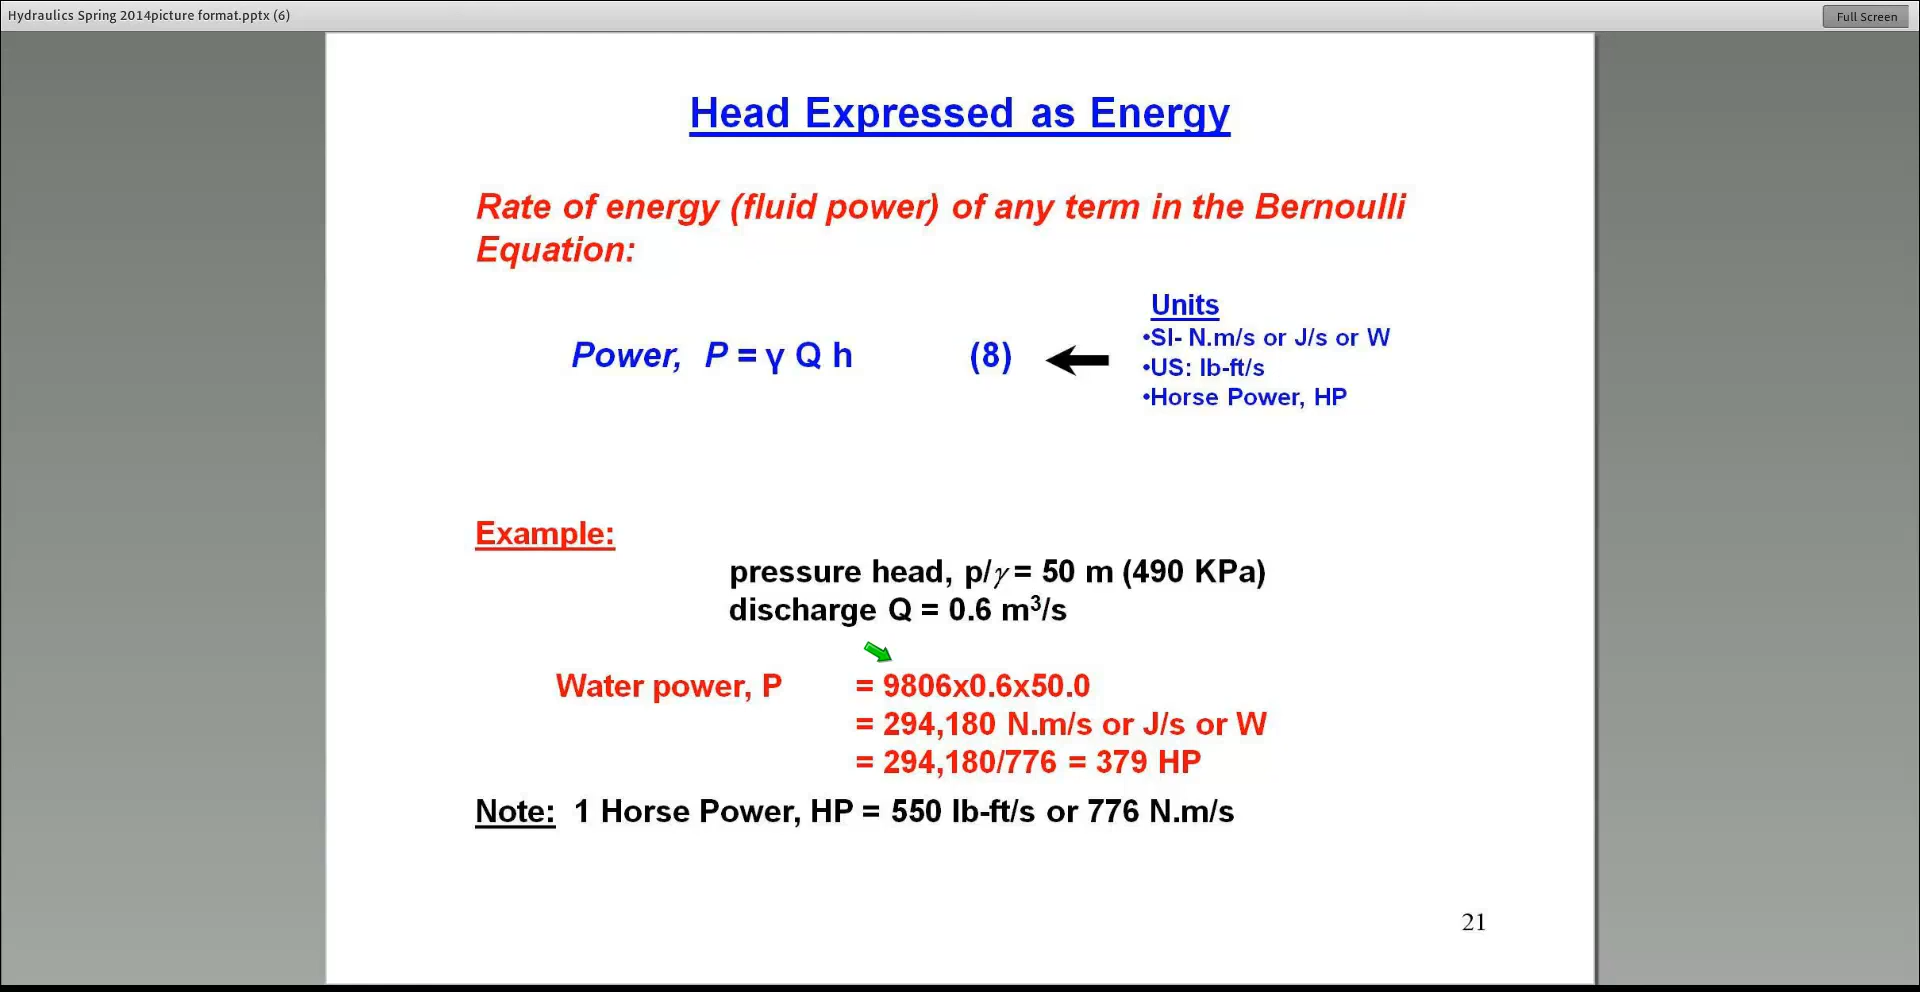 Hydraulics Spring 2014picture format.pptx (6)
Full Screen
Head Expressed as Energy
Rate of energy (fluid power) of any term in the Bernoulli
Equation:
Power, P = γ Q h (8)
Units
•SI- N.m/s or J/s or W
•US: lb-ft/s
•Horse Power, HP
Example:
pressure head, p/γ = 50 m (490 KPa)
discharge Q = 0.6 m³/s
Water power, P = 9806x0.6x50.0
= 294,180 N.m/s or J/s or W
= 294,180/776 = 379 HP
Note: 1 Horse Power, HP = 550 lb-ft/s or 776 N.m/s
21